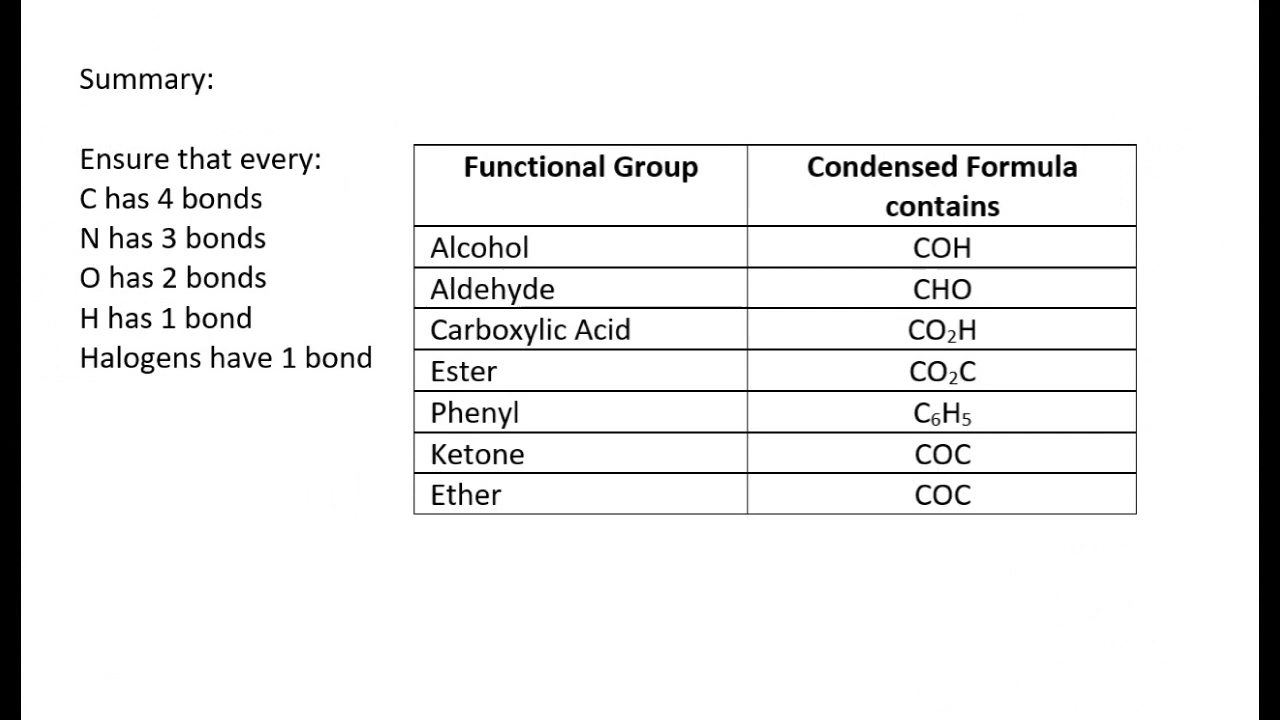 Summary:
Ensure that every:
C has 4 bonds
N has 3 bonds
O has 2 bonds
H has 1 bond
Halogens have 1 bond
Functional Group Condensed Formula
contains
Alcohol COH
Aldehyde CHO
Carboxylic Acid CO₂H
Ester CO₂C
Phenyl C₆H₅
Ketone COC
Ether COC